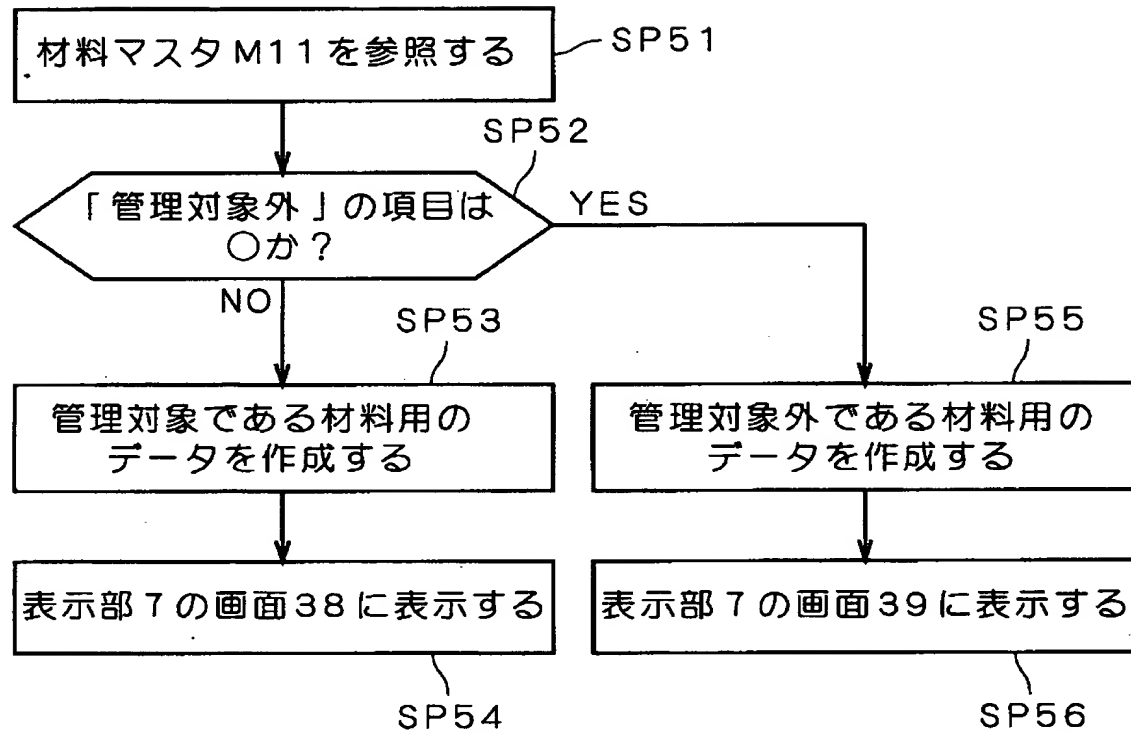 材料マスタM11を参照する
SP51
SP52
「管理対象外」の項目は
○か？
YES
NO
SP53
管理対象である材料用の
データを作成する
SP55
管理対象外である材料用の
データを作成する
表示部7の画面38に表示する
SP54
表示部7の画面39に表示する
SP56